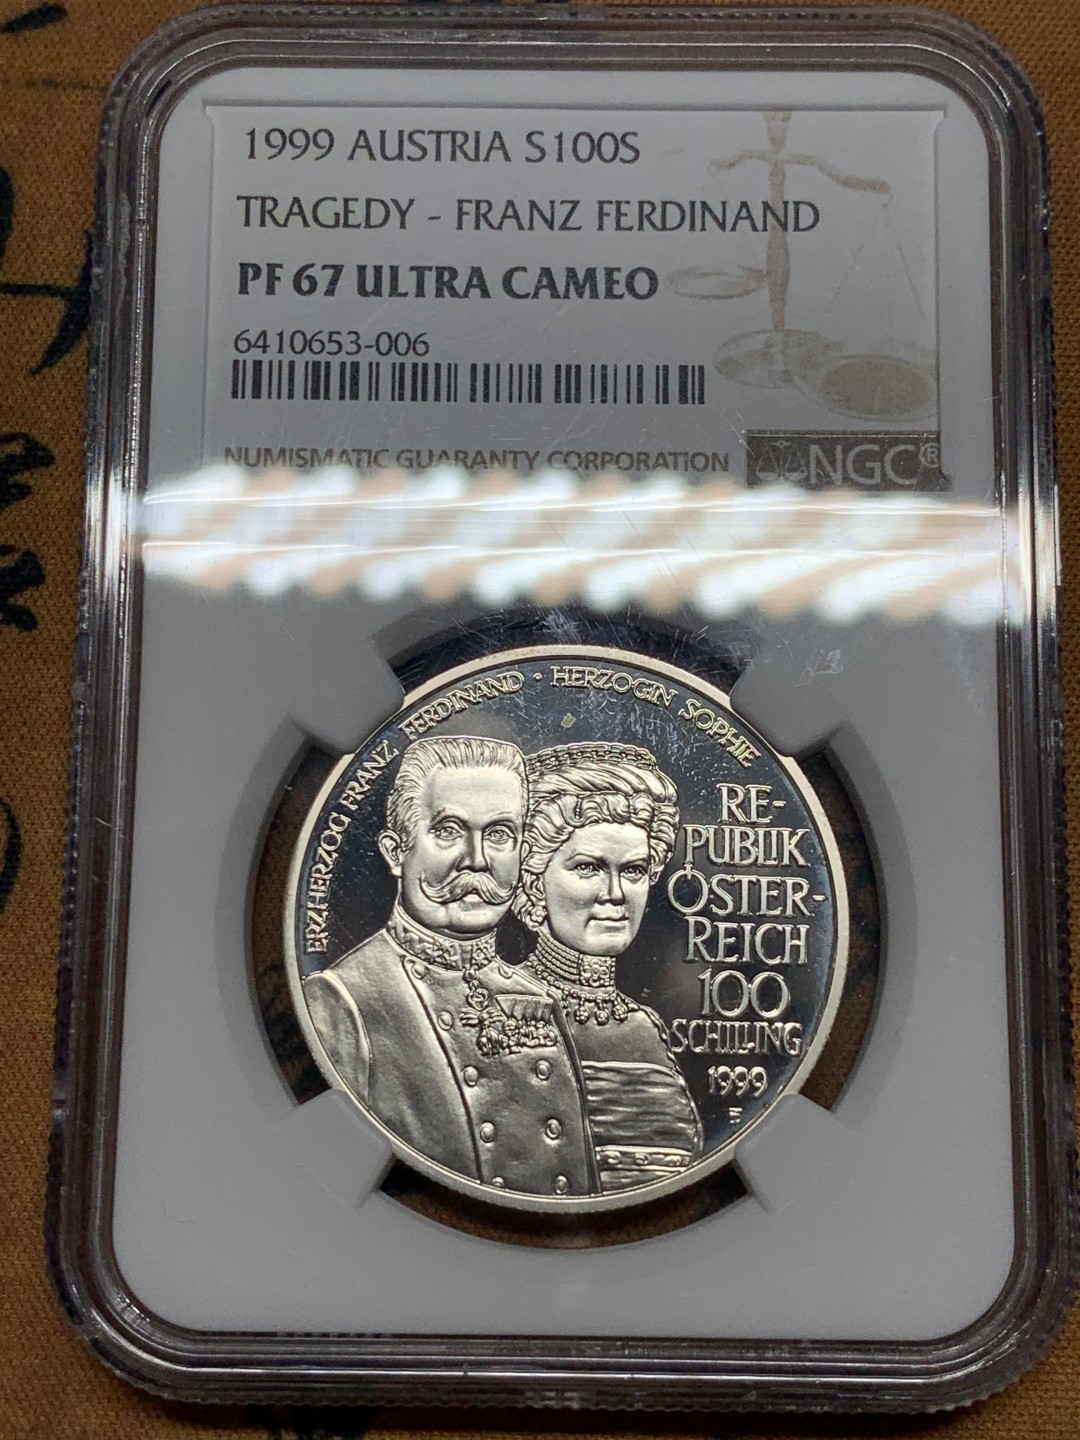 1999 AUSTRIA S100S
TRAGEDY - FRANZ FERDINAND
PF 67 ULTRA CAMEO
6410653-006
NUMISMATIC GUARANTY CORPORATION
NGC®
ERZHERZOG FRANZ FERDINAND · HERZOGIN SOPHIE
RE-
PUBLIK
ÖSTER-
REICH
100
SCHILLING
1999